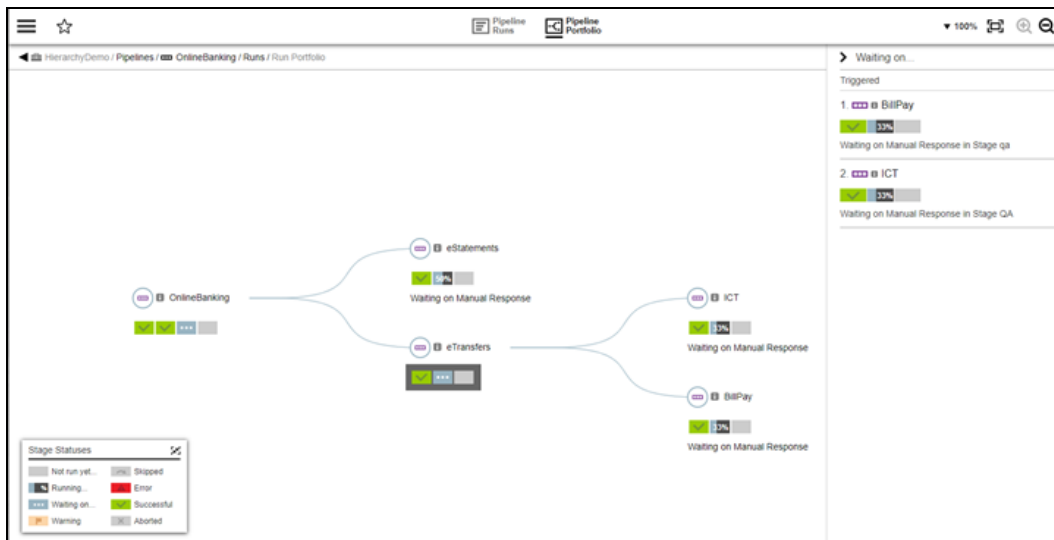 Pipeline Runs
Pipeline Portfolio
100%
HierarchyDemo / Pipelines / OnlineBanking / Runs / Run Portfolio
Waiting on...
Triggered
1. BillPay
33%
Waiting on Manual Response in Stage qa
2. ICT
33%
Waiting on Manual Response in Stage QA
eStatements
50%
Waiting on Manual Response
OnlineBanking
ICT
33%
Waiting on Manual Response
eTransfers
BillPay
33%
Waiting on Manual Response
Stage Statuses
Not run yet... Skipped
% Running... Error
Waiting on... Successful
Warning Aborted